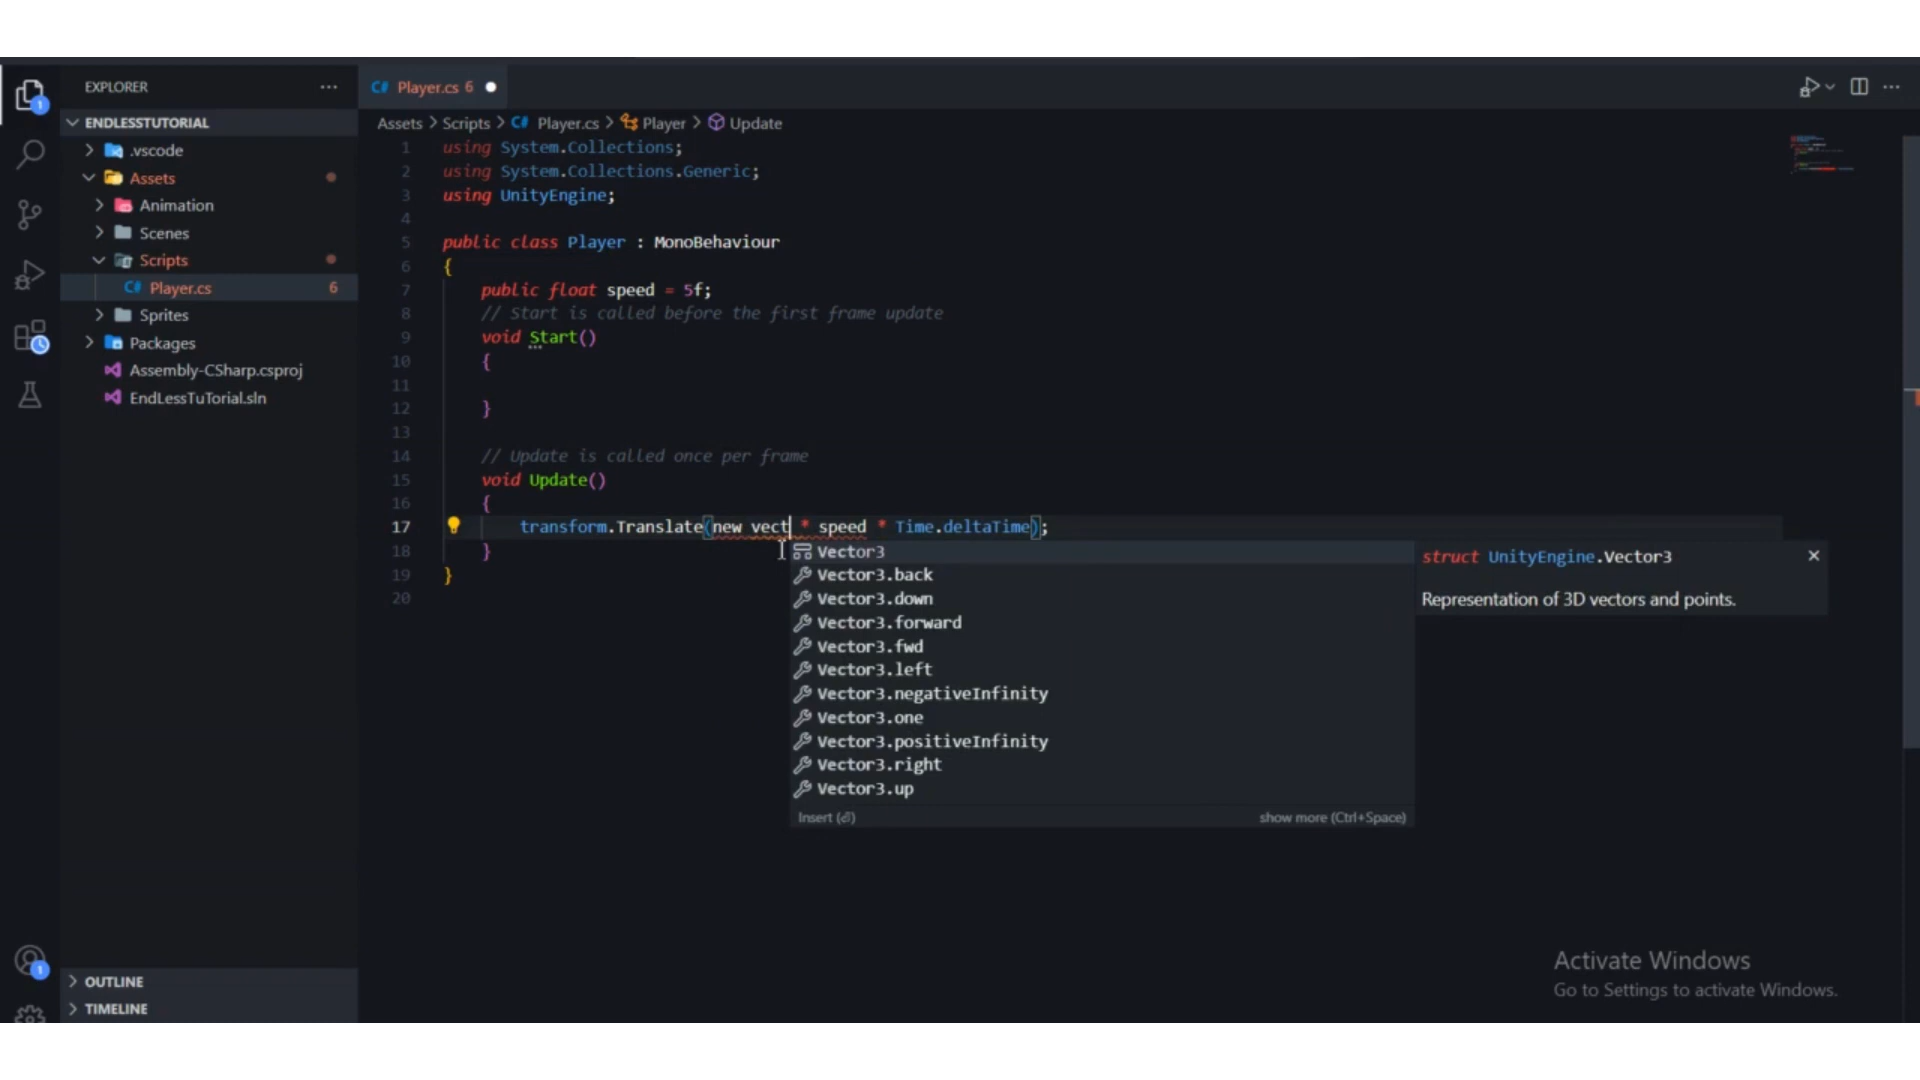 EXPLORER
ENDLESSTUTORIAL
.vscode
Assets
Animation
Scenes
Scripts
C# Player.cs 6
Sprites
Packages
Assembly-CSharp.csproj
EndLessTuTorial.sln
OUTLINE
TIMELINE
1
1
C# Player.cs 6
Assets > Scripts > C# Player.cs > Player > Update
1 using System.Collections;
2 using System.Collections.Generic;
3 using UnityEngine;
4
5 public class Player : MonoBehaviour
6 {
7 public float speed = 5f;
8 // Start is called before the first frame update
9 void Start()
10 {
11
12 }
13
14 // Update is called once per frame
15 void Update()
16 {
17 transform.Translate(new vect * speed * Time.deltaTime);
18 }
19 }
20
Vector3
Vector3.back
Vector3.down
Vector3.forward
Vector3.fwd
Vector3.left
Vector3.negativeInfinity
Vector3.one
Vector3.positiveInfinity
Vector3.right
Vector3.up
Insert (⏎) show more (Ctrl+Space)
struct UnityEngine.Vector3
Representation of 3D vectors and points.
Activate Windows
Go to Settings to activate Windows.